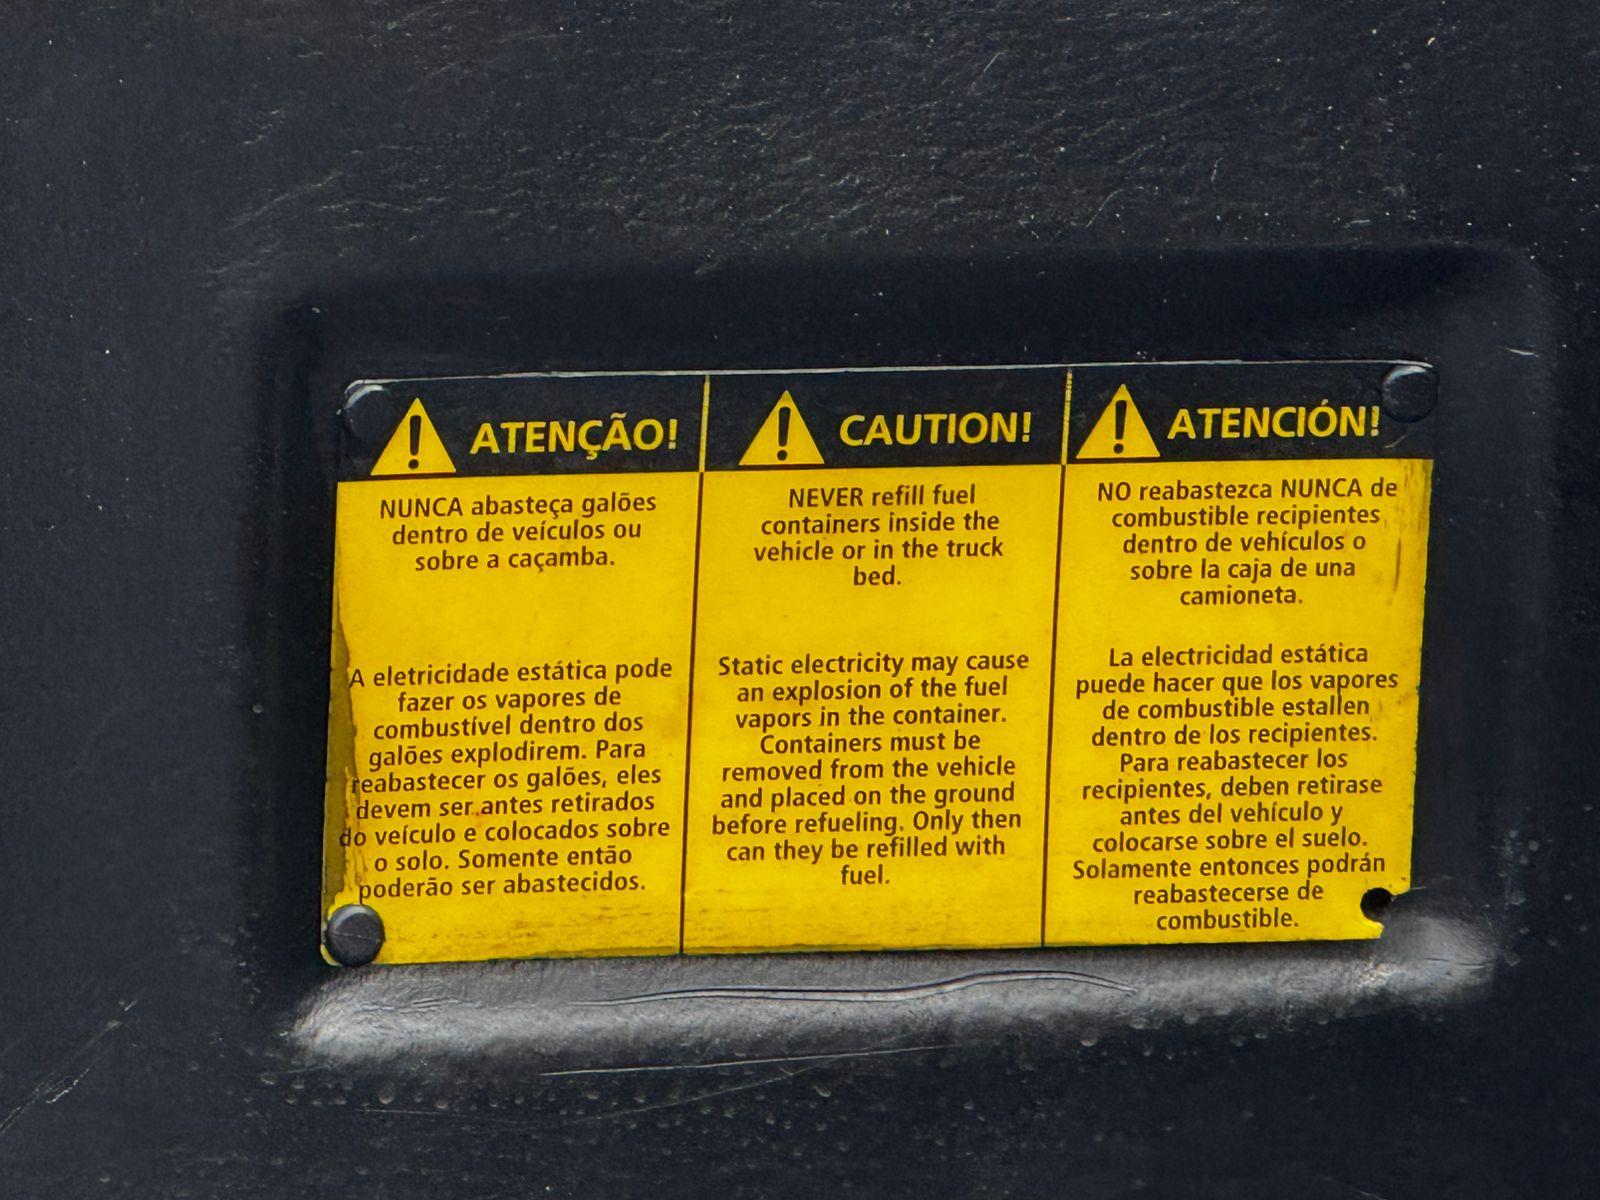 ATENÇÃO!
NUNCA abasteça galões
dentro de veículos ou
sobre a caçamba.
A eletricidade estática pode
fazer os vapores de
combustível dentro dos
galões explodirem. Para
reabastecer os galões, eles
devem ser antes retirados
do veículo e colocados sobre
o solo. Somente então
poderão ser abastecidos.
CAUTION!
NEVER refill fuel
containers inside the
vehicle or in the truck
bed.
Static electricity may cause
an explosion of the fuel
vapors in the container.
Containers must be
removed from the vehicle
and placed on the ground
before refueling. Only then
can they be refilled with
fuel.
ATENCIÓN!
NO reabastezca NUNCA de
combustible recipientes
dentro de vehículos o
sobre la caja de una
camioneta.
La electricidad estática
puede hacer que los vapores
de combustible estallen
dentro de los recipientes.
Para reabastecer los
recipientes, deben retirase
antes del vehículo y
colocarse sobre el suelo.
Solamente entonces podrán
reabastecerse de
combustible.